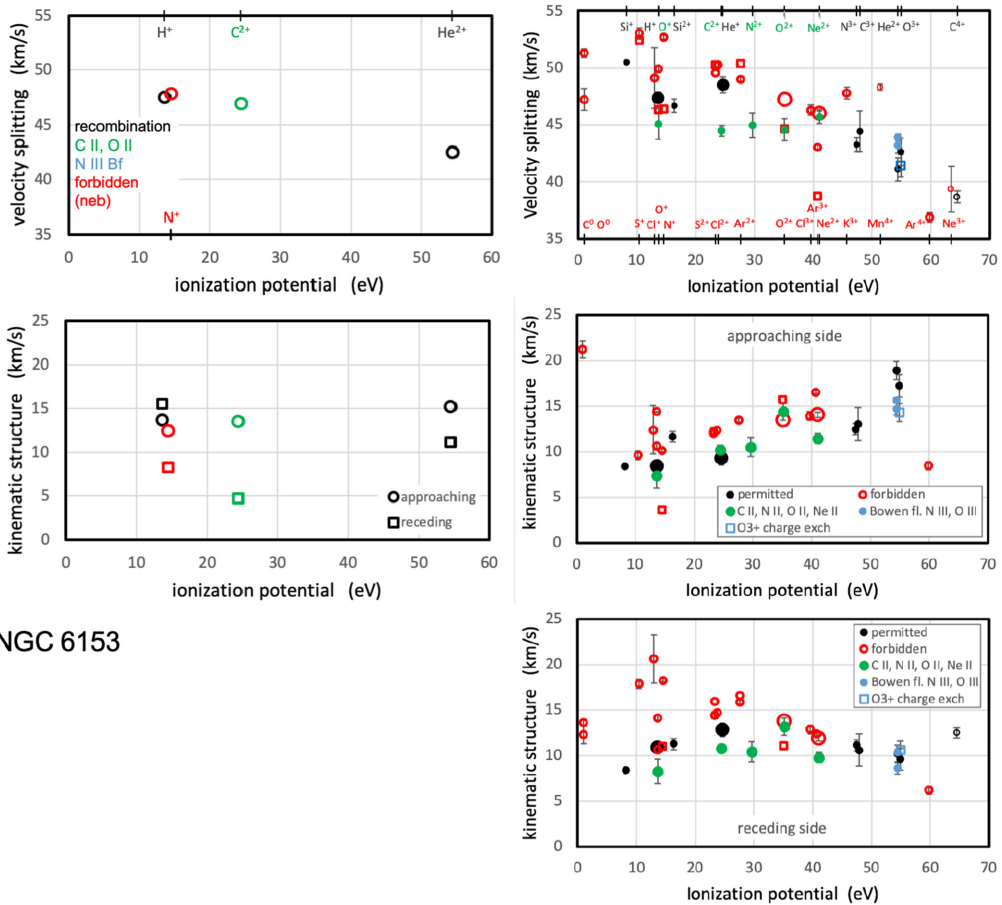 velocity splitting (km/s)
55
50
45
40
35
H⁺
C²⁺
He²⁺
recombination
C II, O II
N III Bf
forbidden
(neb)
N⁺
0 10 20 30 40 50 60
ionization potential (eV)
Velocity splitting (km/s)
55
50
45
40
35
Si⁺ H⁺ O⁺ Si²⁺ C²⁺ He⁺ N²⁺ O²⁺ Ne²⁺ N³⁺ C³⁺ He²⁺ O³⁺ C⁴⁺
O⁺ Ar³⁺
C⁰ O⁰ S⁺ Cl⁺ N⁺ S²⁺ Cl²⁺ Ar²⁺ O²⁺ Cl³⁺ Ne²⁺ K³⁺ Mn⁴⁺ Ar⁴⁺ Ne³⁺
0 10 20 30 40 50 60 70
Ionization potential (eV)
kinematic structure (km/s)
25
20
15
10
5
0
approaching
receding
0 10 20 30 40 50 60
ionization potential (eV)
kinematic structure (km/s)
25
20
15
10
5
0
approaching side
permitted forbidden
C II, N II, O II, Ne II Bowen fl. N III, O III
O3+ charge exch
0 10 20 30 40 50 60 70
Ionization potential (eV)
NGC 6153
kinematic structure (km/s)
25
20
15
10
5
0
permitted
forbidden
C II, N II, O II, Ne II
Bowen fl. N III, O III
O3+ charge exch
receding side
0 10 20 30 40 50 60 70
Ionization potential (eV)